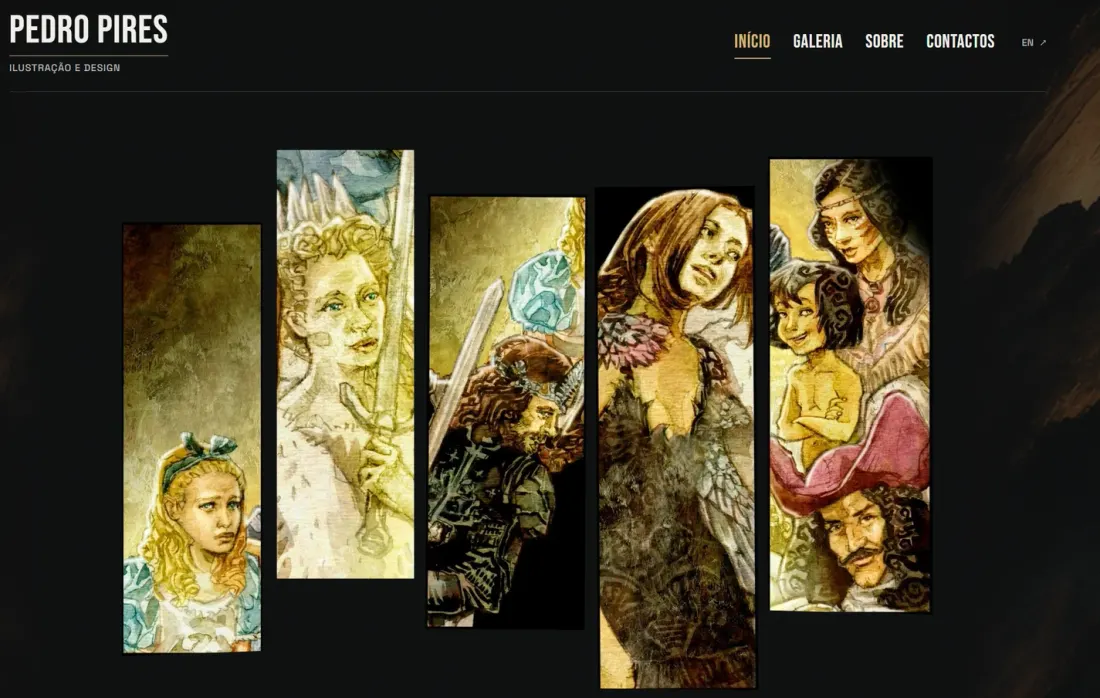 PEDRO PIRES
ILUSTRAÇÃO E DESIGN
INÍCIO GALERIA SOBRE CONTACTOS EN ↗